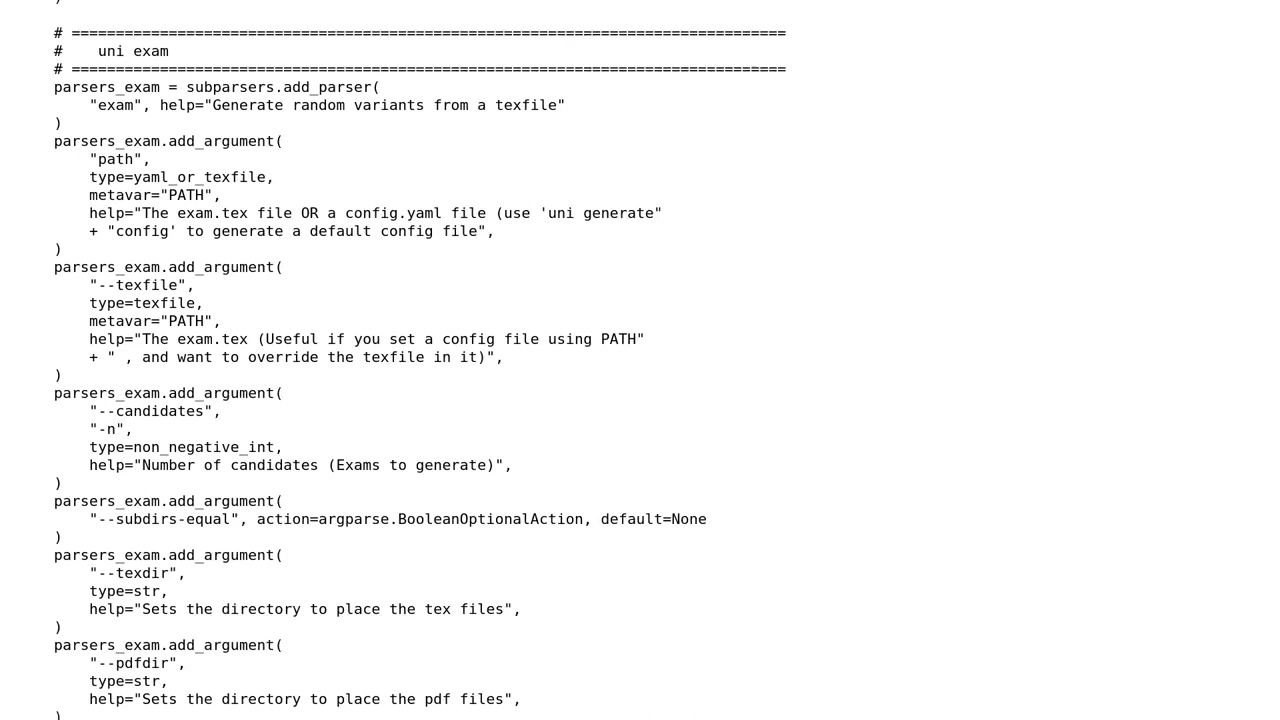 )
# =================================================================================
#    uni exam
# =================================================================================
parsers_exam = subparsers.add_parser(
    "exam", help="Generate random variants from a texfile"
)
parsers_exam.add_argument(
    "path",
    type=yaml_or_texfile,
    metavar="PATH",
    help="The exam.tex file OR a config.yaml file (use 'uni generate"
    + "config' to generate a default config file",
)
parsers_exam.add_argument(
    "--texfile",
    type=texfile,
    metavar="PATH",
    help="The exam.tex (Useful if you set a config file using PATH"
    + " , and want to override the texfile in it)",
)
parsers_exam.add_argument(
    "--candidates",
    "-n",
    type=non_negative_int,
    help="Number of candidates (Exams to generate)",
)
parsers_exam.add_argument(
    "--subdirs-equal", action=argparse.BooleanOptionalAction, default=None
)
parsers_exam.add_argument(
    "--texdir",
    type=str,
    help="Sets the directory to place the tex files",
)
parsers_exam.add_argument(
    "--pdfdir",
    type=str,
    help="Sets the directory to place the pdf files",
)